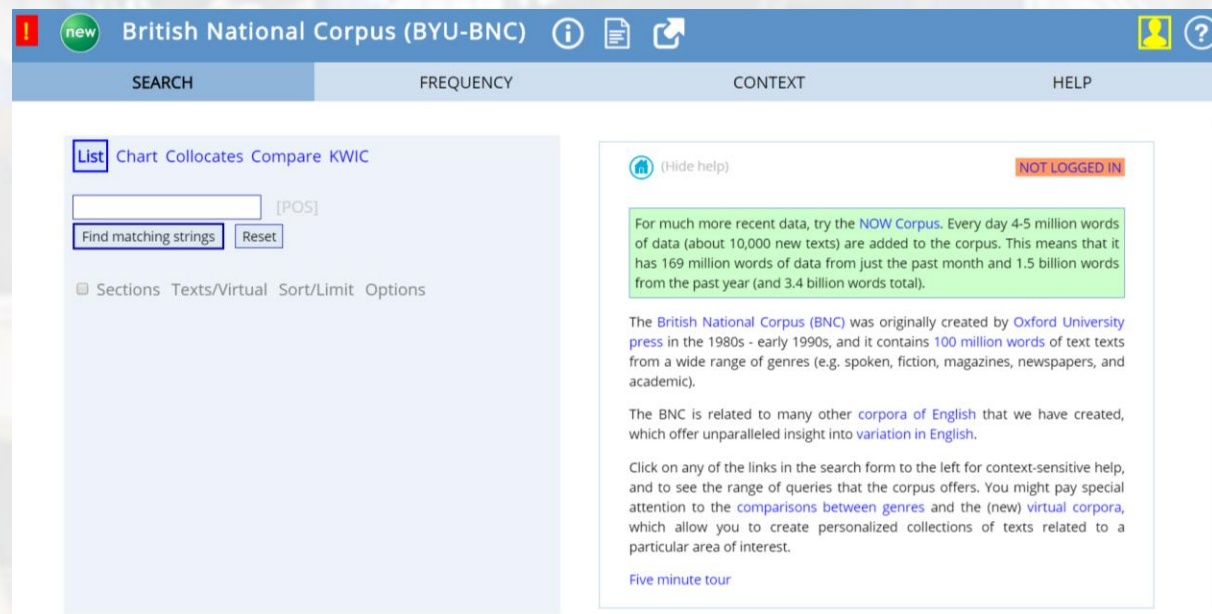 ! new British National Corpus (BYU-BNC) i ?
SEARCH FREQUENCY CONTEXT HELP
List Chart Collocates Compare KWIC
[POS]
Find matching strings Reset
Sections Texts/Virtual Sort/Limit Options
(Hide help) NOT LOGGED IN
For much more recent data, try the NOW Corpus. Every day 4-5 million words
of data (about 10,000 new texts) are added to the corpus. This means that it
has 169 million words of data from just the past month and 1.5 billion words
from the past year (and 3.4 billion words total).
The British National Corpus (BNC) was originally created by Oxford University
press in the 1980s - early 1990s, and it contains 100 million words of text texts
from a wide range of genres (e.g. spoken, fiction, magazines, newspapers, and
academic).
The BNC is related to many other corpora of English that we have created,
which offer unparalleled insight into variation in English.
Click on any of the links in the search form to the left for context-sensitive help,
and to see the range of queries that the corpus offers. You might pay special
attention to the comparisons between genres and the (new) virtual corpora,
which allow you to create personalized collections of texts related to a
particular area of interest.
Five minute tour